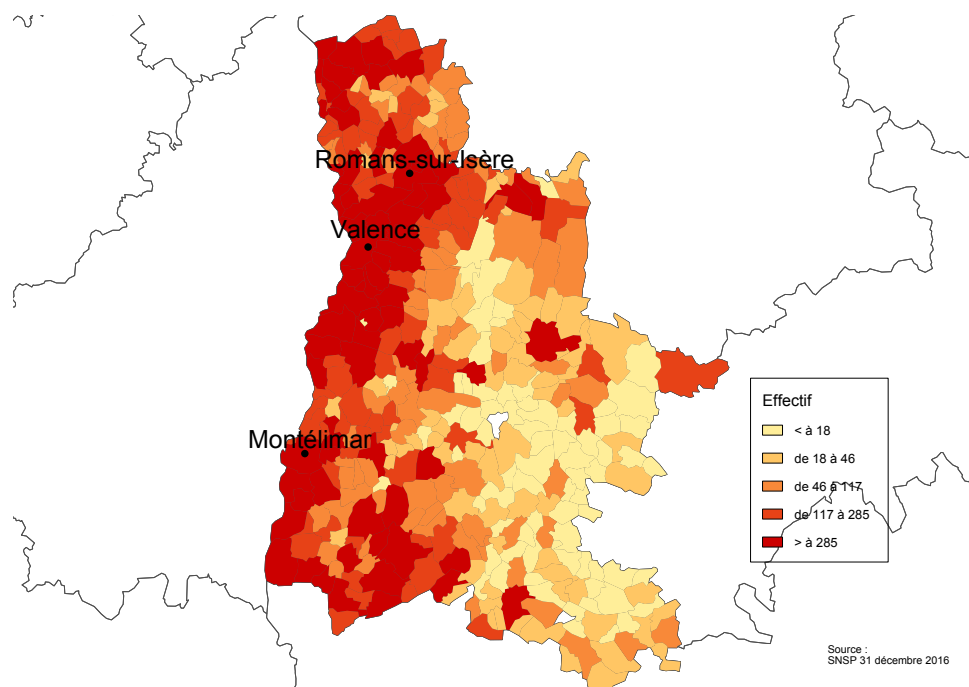 Romans-sur-Isère
Valence
Montélimar
Effectif
< à 18
de 18 à 46
de 46 à 117
de 117 à 285
> à 285
Source :
SNSP 31 décembre 2016